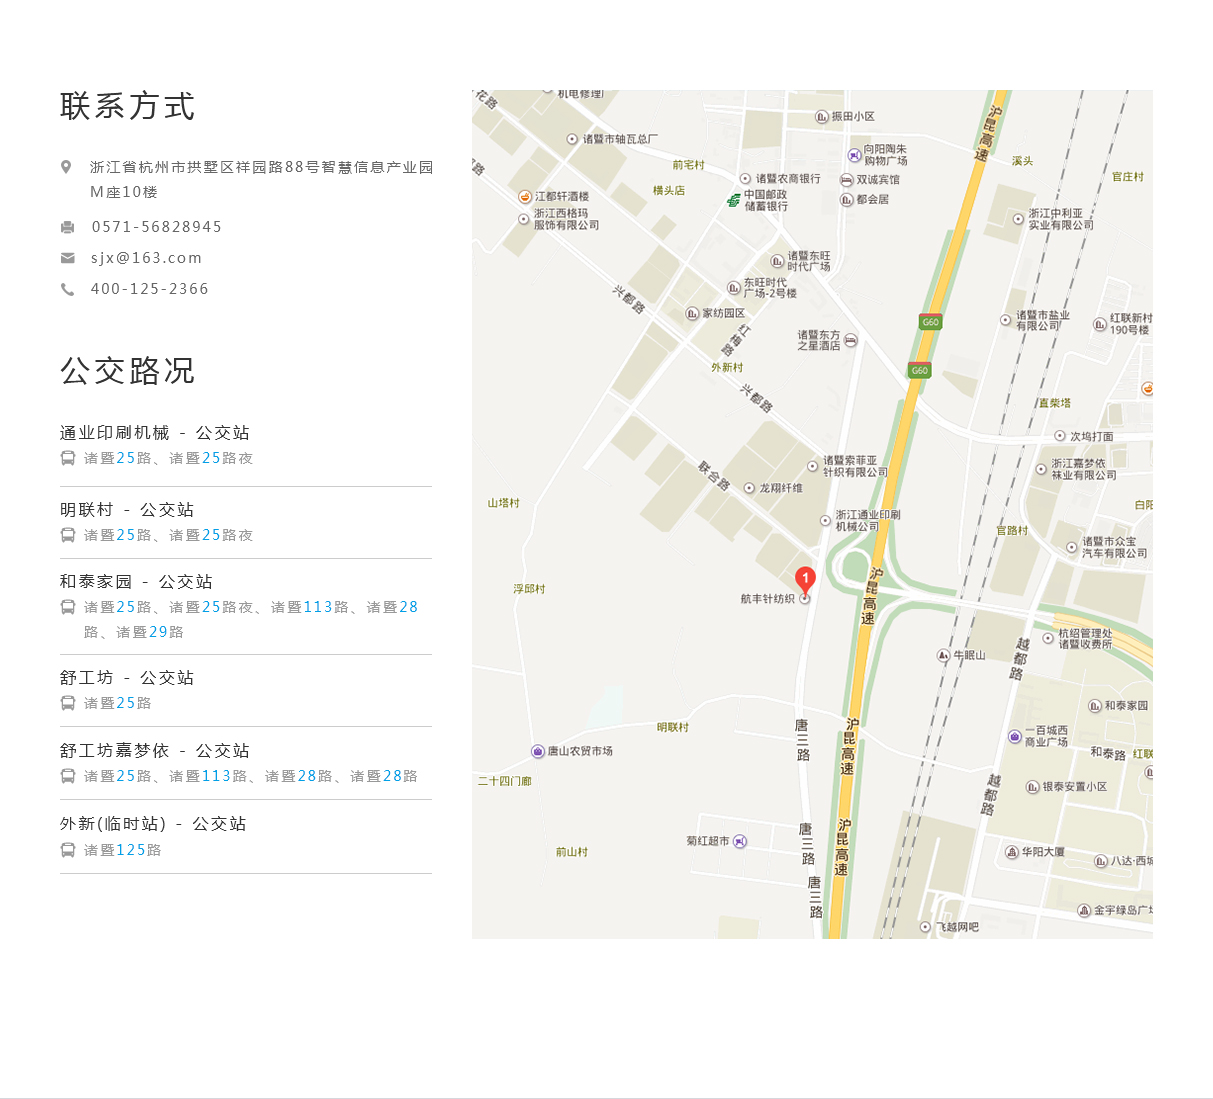 联系方式
浙江省杭州市拱墅区祥园路88号智慧信息产业园
M座10楼
0571-56828945
sjx@163.com
400-125-2366
公交路况
通业印刷机械 - 公交站
诸暨25路、诸暨25路夜
明联村 - 公交站
诸暨25路、诸暨25路夜
和泰家园 - 公交站
诸暨25路、诸暨25路夜、诸暨113路、诸暨28
路、诸暨29路
舒工坊 - 公交站
诸暨25路
舒工坊嘉梦依 - 公交站
诸暨25路、诸暨113路、诸暨28路、诸暨28路
外新(临时站) - 公交站
诸暨125路
花路
机电修理厂
振田小区
沪昆高速
诸暨市轴瓦总厂
向阳陶朱
购物广场
溪头
前宅村
诸暨农商银行
双诚宾馆
官庄村
横头店
中国邮政
储蓄银行
都会居
江都轩酒楼
浙江西格玛
服饰有限公司
浙江中利亚
实业有限公司
诸暨东旺
时代广场
东旺时代
广场-2号楼
兴都路
家纺园区
红梅路
诸暨东方
之星酒店
G60
诸暨市盐业
有限公司
红联新村
190号楼
外新村
G60
兴都路
直柴塔
次坞打面
联合路
诸暨索菲亚
针织有限公司
浙江嘉梦依
袜业有限公司
龙翔纤维
山塔村
浙江通业印刷
机械公司
白阳
官路村
诸暨市众宝
汽车有限公司
1
沪昆高速
浮邱村
航丰针纺织
杭绍管理处
诸暨收费所
牛眠山
越都路
和泰家园
明联村
唐三路
沪昆高速
一百城西
商业广场
唐山农贸市场
和泰路
红联
二十四门廊
越都路
银泰安置小区
菊红超市
唐三路
沪昆高速
前山村
华阳大厦
八达·西城
唐三路
金宇绿岛广场
飞越网吧